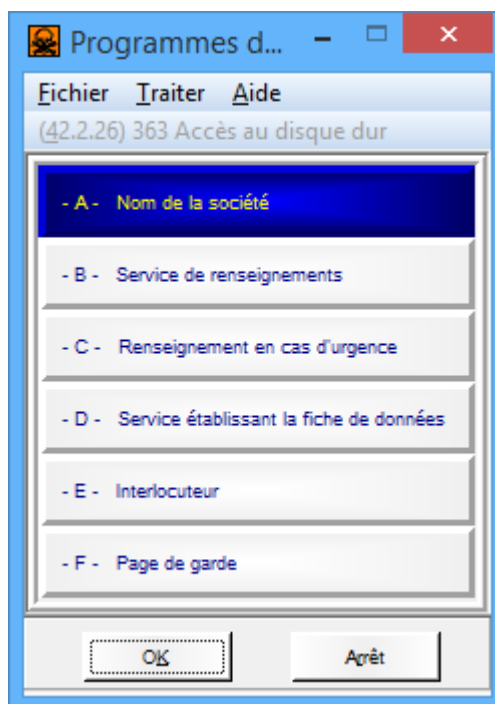 Programmes d...
Fichier Traiter Aide
(42.2.26) 363 Accès au disque dur
- A - Nom de la société
- B - Service de renseignements
- C - Renseignement en cas d'urgence
- D - Service établissant la fiche de données
- E - Interlocuteur
- F - Page de garde
OK Arrêt